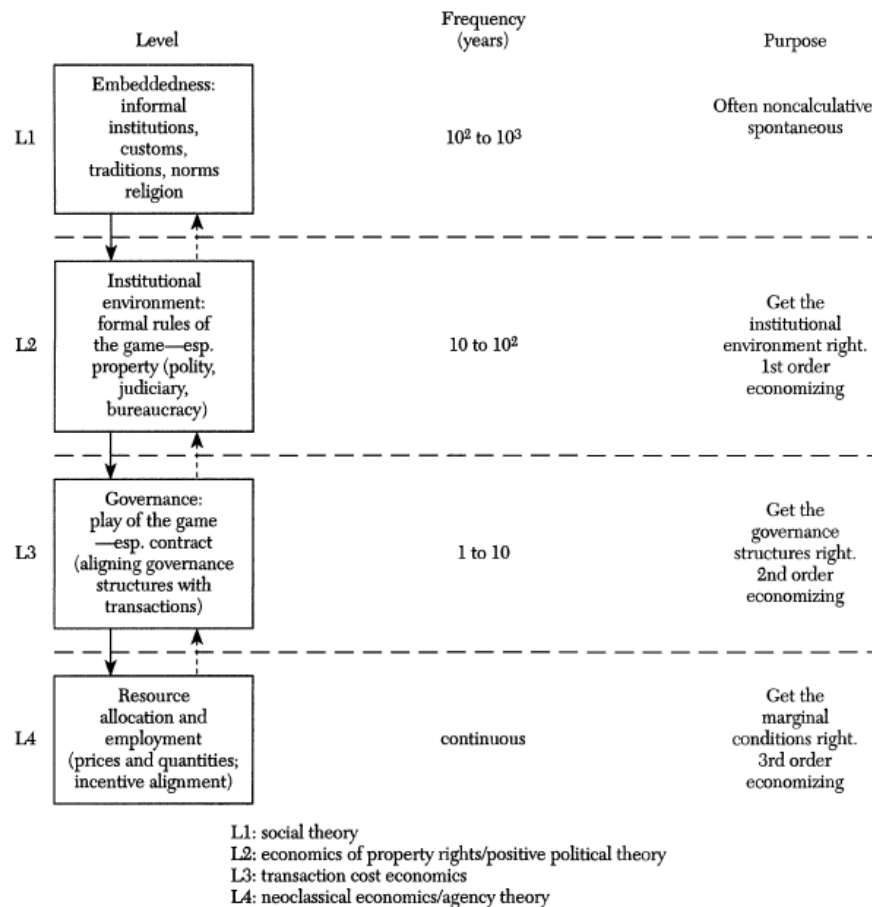 Level
Frequency
(years)
Purpose
L1
Embeddedness:
informal
institutions,
customs,
traditions, norms
religion
10² to 10³
Often noncalculative
spontaneous
L2
Institutional
environment:
formal rules of
the game—esp.
property (polity,
judiciary,
bureaucracy)
10 to 10²
Get the
institutional
environment right.
1st order
economizing
L3
Governance:
play of the game
—esp. contract
(aligning governance
structures with
transactions)
1 to 10
Get the
governance
structures right.
2nd order
economizing
L4
Resource
allocation and
employment
(prices and quantities;
incentive alignment)
continuous
Get the
marginal
conditions right.
3rd order
economizing
L1: social theory
L2: economics of property rights/positive political theory
L3: transaction cost economics
L4: neoclassical economics/agency theory